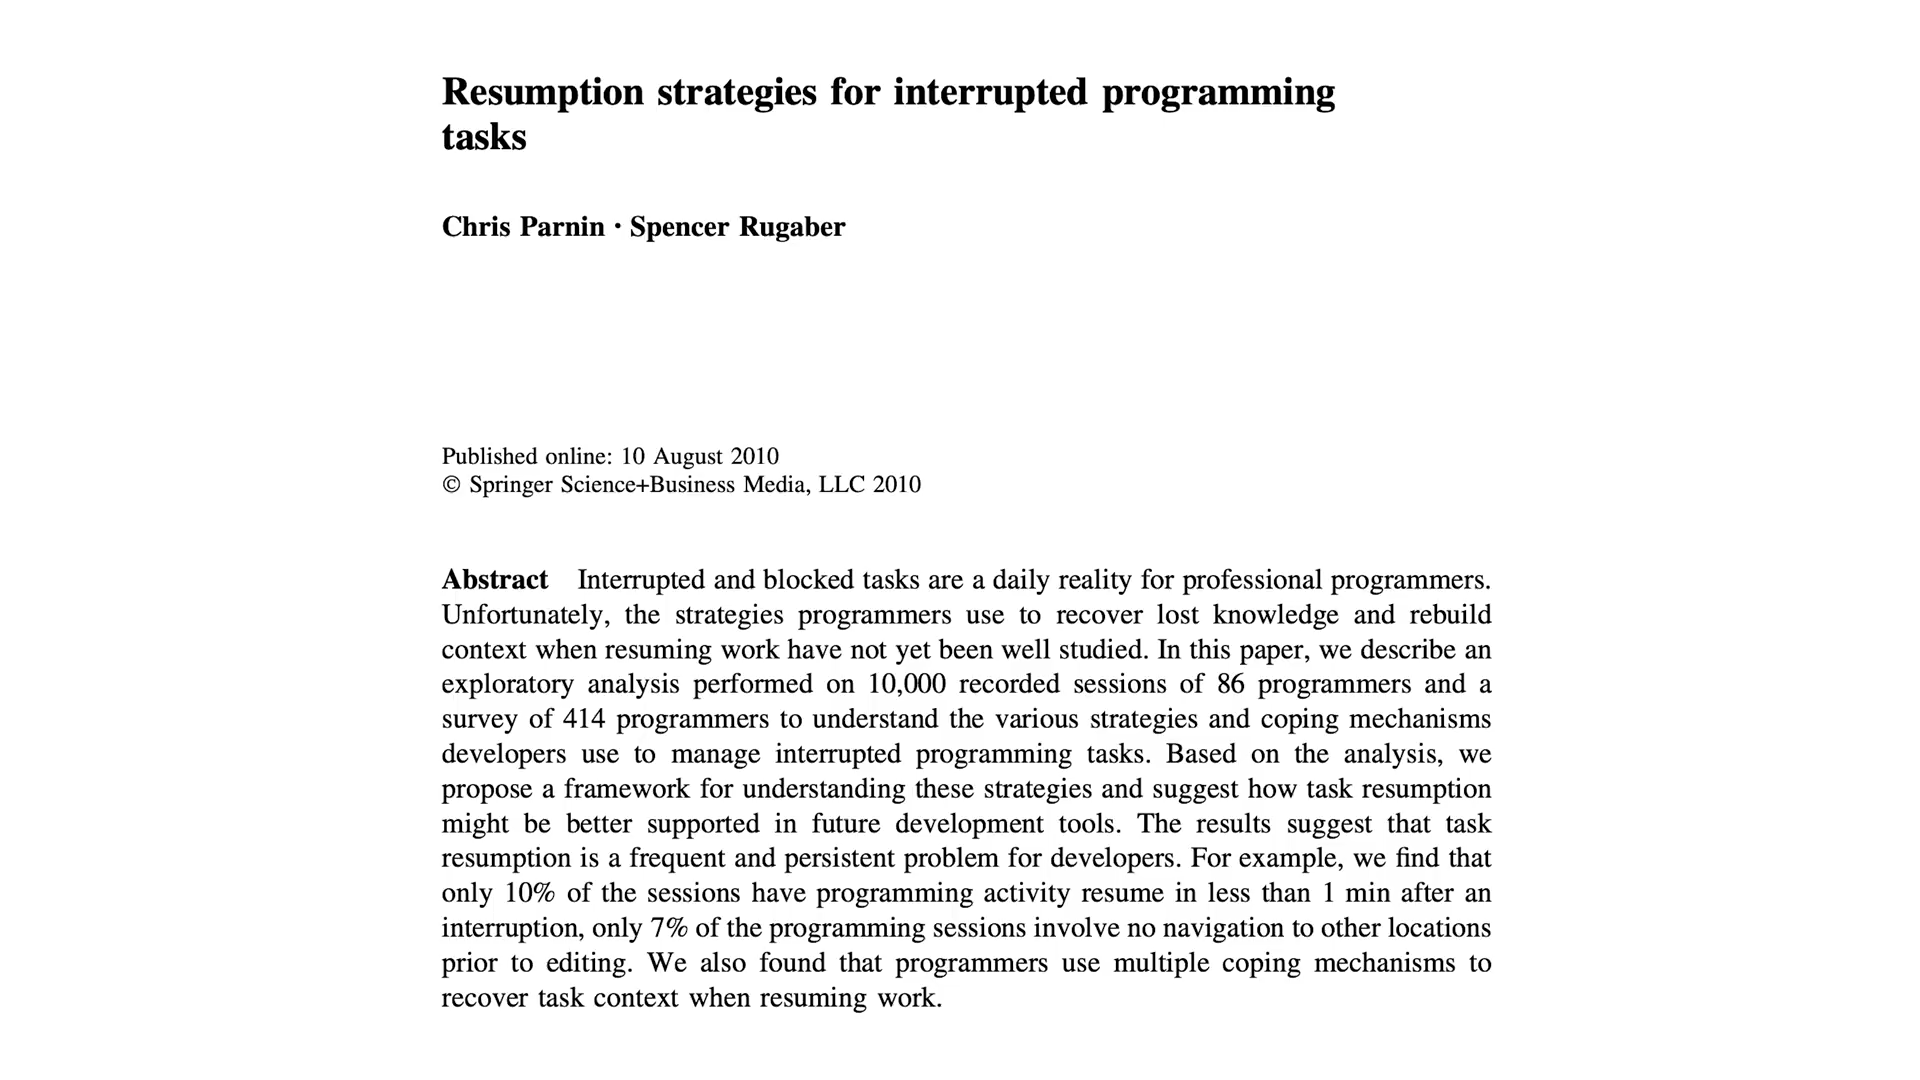 Resumption strategies for interrupted programming
tasks
Chris Parnin · Spencer Rugaber
Published online: 10 August 2010
© Springer Science+Business Media, LLC 2010
Abstract Interrupted and blocked tasks are a daily reality for professional programmers.
Unfortunately, the strategies programmers use to recover lost knowledge and rebuild
context when resuming work have not yet been well studied. In this paper, we describe an
exploratory analysis performed on 10,000 recorded sessions of 86 programmers and a
survey of 414 programmers to understand the various strategies and coping mechanisms
developers use to manage interrupted programming tasks. Based on the analysis, we
propose a framework for understanding these strategies and suggest how task resumption
might be better supported in future development tools. The results suggest that task
resumption is a frequent and persistent problem for developers. For example, we find that
only 10% of the sessions have programming activity resume in less than 1 min after an
interruption, only 7% of the programming sessions involve no navigation to other locations
prior to editing. We also found that programmers use multiple coping mechanisms to
recover task context when resuming work.